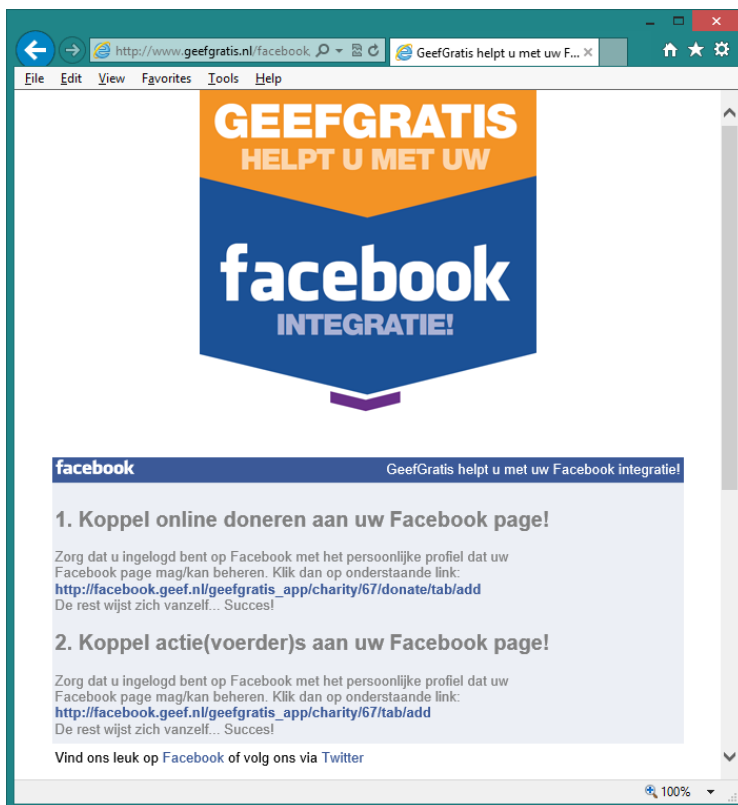 http://www.geefgratis.nl/facebook
GeefGratis helpt u met uw F...
File Edit View Favorites Tools Help
GEEFGRATIS
HELPT U MET UW
facebook
INTEGRATIE!
facebook GeefGratis helpt u met uw Facebook integratie!
1. Koppel online doneren aan uw Facebook page!
Zorg dat u ingelogd bent op Facebook met het persoonlijke profiel dat uw
Facebook page mag/kan beheren. Klik dan op onderstaande link:
http://facebook.geef.nl/geefgratis_app/charity/67/donate/tab/add
De rest wijst zich vanzelf... Succes!
2. Koppel actie(voerder)s aan uw Facebook page!
Zorg dat u ingelogd bent op Facebook met het persoonlijke profiel dat uw
Facebook page mag/kan beheren. Klik dan op onderstaande link:
http://facebook.geef.nl/geefgratis_app/charity/67/tab/add
De rest wijst zich vanzelf... Succes!
Vind ons leuk op Facebook of volg ons via Twitter
100%